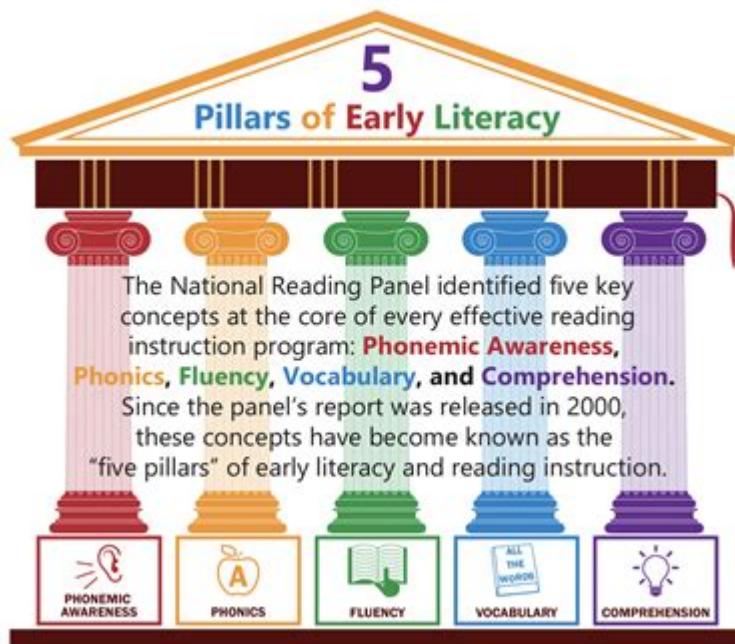 5
Pillars of Early Literacy
The National Reading Panel identified five key
concepts at the core of every effective reading
instruction program: Phonemic Awareness,
Phonics, Fluency, Vocabulary, and Comprehension.
Since the panel's report was released in 2000,
these concepts have become known as the
“five pillars” of early literacy and reading instruction.
PHONEMIC
AWARENESS
A
PHONICS
FLUENCY
ALL
THE
WORDS
VOCABULARY
COMPREHENSION